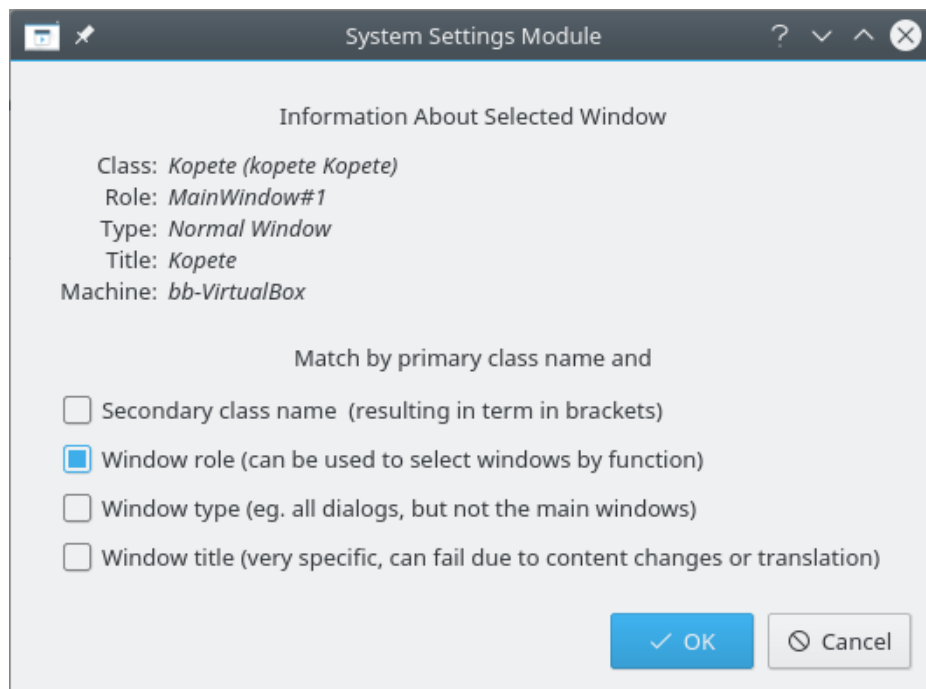 System Settings Module
Information About Selected Window
Class: Kopete (kopete Kopete)
Role: MainWindow#1
Type: Normal Window
Title: Kopete
Machine: bb-VirtualBox
Match by primary class name and
Secondary class name  (resulting in term in brackets)
Window role (can be used to select windows by function)
Window type (eg. all dialogs, but not the main windows)
Window title (very specific, can fail due to content changes or translation)
OK Cancel